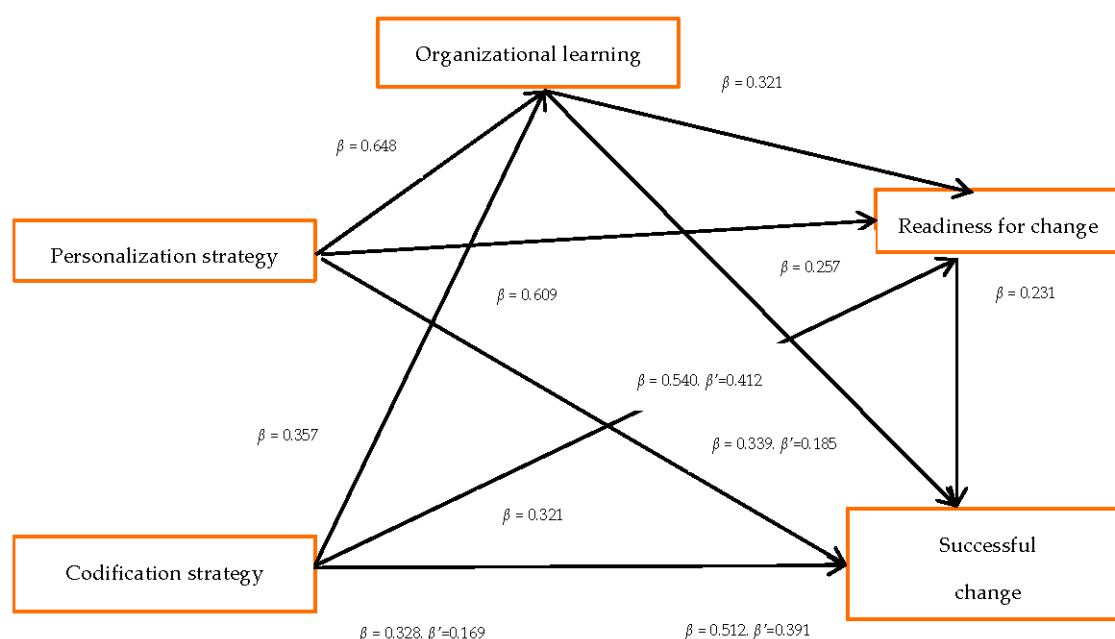 Organizational learning
β = 0.321
β = 0.648
Readiness for change
Personalization strategy
β = 0.257
β = 0.231
β = 0.609
β = 0.540. β′=0.412
β = 0.357
β = 0.339. β′=0.185
β = 0.321
Successful
change
Codification strategy
β = 0.328. β′=0.169
β = 0.512. β′=0.391